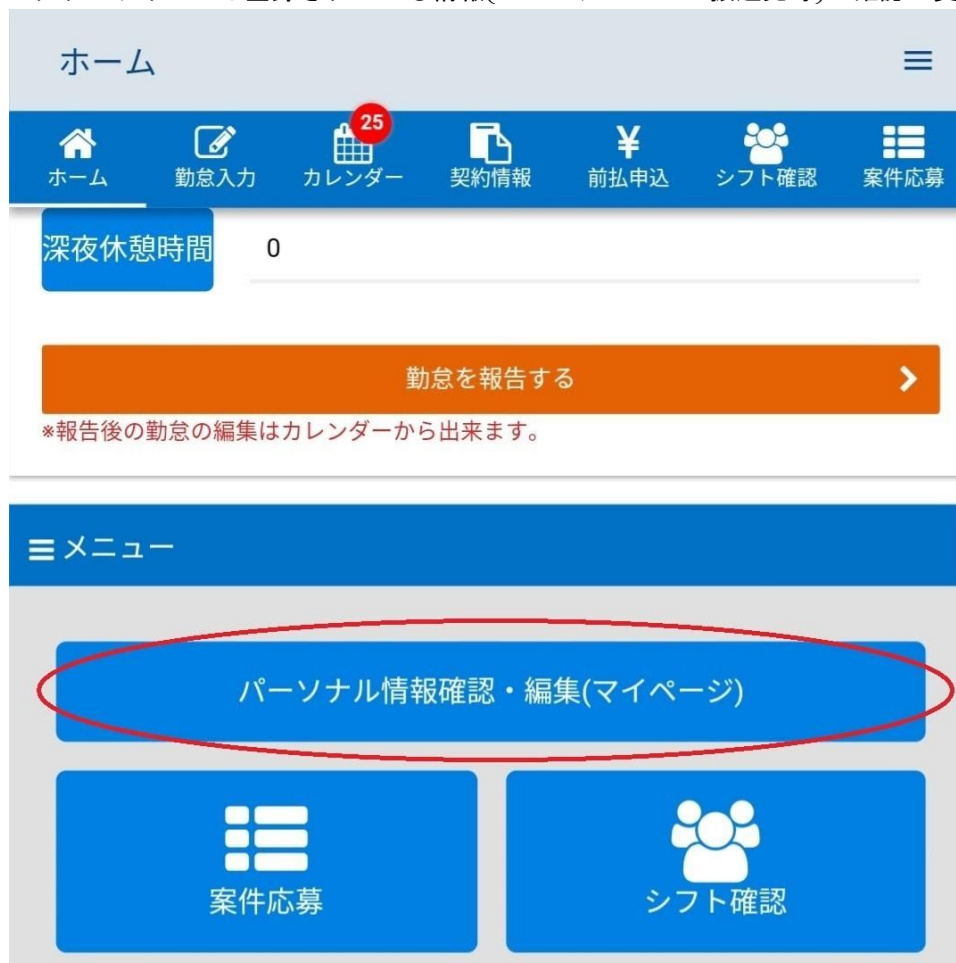 ホーム
25
ホーム 勤怠入力 カレンダー 契約情報 前払申込 シフト確認 案件応募
深夜休憩時間 0
勤怠を報告する
*報告後の勤怠の編集はカレンダーから出来ます。
メニュー
パーソナル情報確認・編集(マイページ)
案件応募 シフト確認